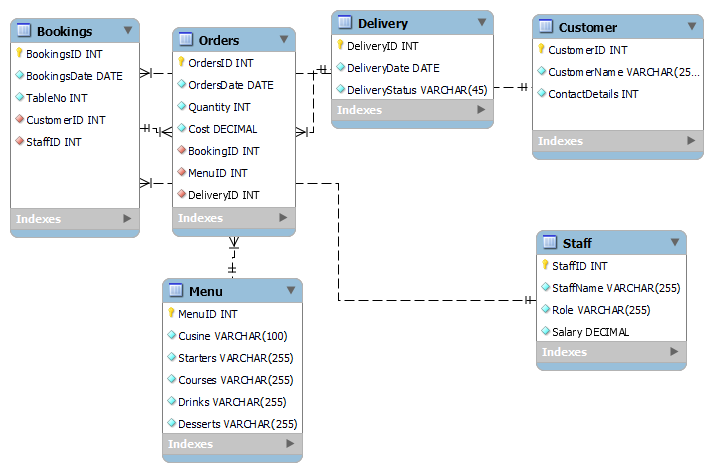 Bookings
BookingsID INT
BookingsDate DATE
TableNo INT
CustomerID INT
StaffID INT
Indexes
Orders
OrdersID INT
OrdersDate DATE
Quantity INT
Cost DECIMAL
BookingID INT
MenuID INT
DeliveryID INT
Indexes
Delivery
DeliveryID INT
DeliveryDate DATE
DeliveryStatus VARCHAR(45)
Indexes
Customer
CustomerID INT
CustomerName VARCHAR(25...
ContactDetails INT
Indexes
Menu
MenuID INT
Cusine VARCHAR(100)
Starters VARCHAR(255)
Courses VARCHAR(255)
Drinks VARCHAR(255)
Desserts VARCHAR(255)
Indexes
Staff
StaffID INT
StaffName VARCHAR(255)
Role VARCHAR(255)
Salary DECIMAL
Indexes